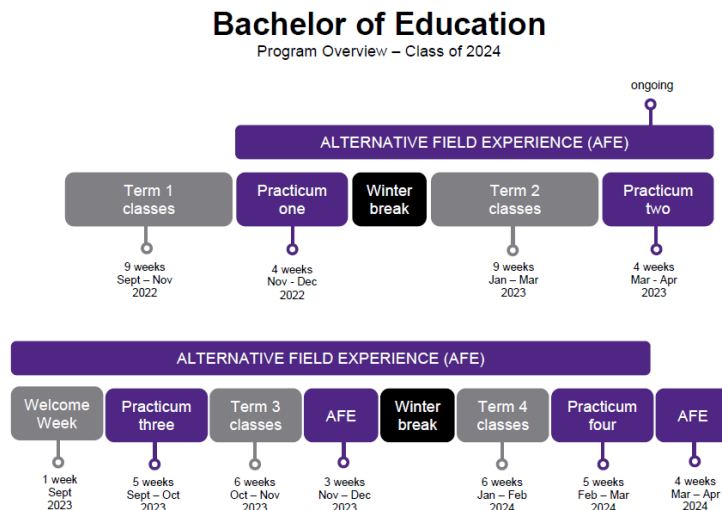 Bachelor of Education
Program Overview – Class of 2024
ongoing
ALTERNATIVE FIELD EXPERIENCE (AFE)
Term 1
classes
Practicum
one
Winter
break
Term 2
classes
Practicum
two
9 weeks
Sept – Nov
2022
4 weeks
Nov - Dec
2022
9 weeks
Jan – Mar
2023
4 weeks
Mar - Apr
2023
ALTERNATIVE FIELD EXPERIENCE (AFE)
Welcome
Week
Practicum
three
Term 3
classes
AFE
Winter
break
Term 4
classes
Practicum
four
AFE
1 week
Sept
2023
5 weeks
Sept – Oct
2023
6 weeks
Oct – Nov
2023
3 weeks
Nov – Dec
2023
6 weeks
Jan – Feb
2024
5 weeks
Feb – Mar
2024
4 weeks
Mar – Apr
2024